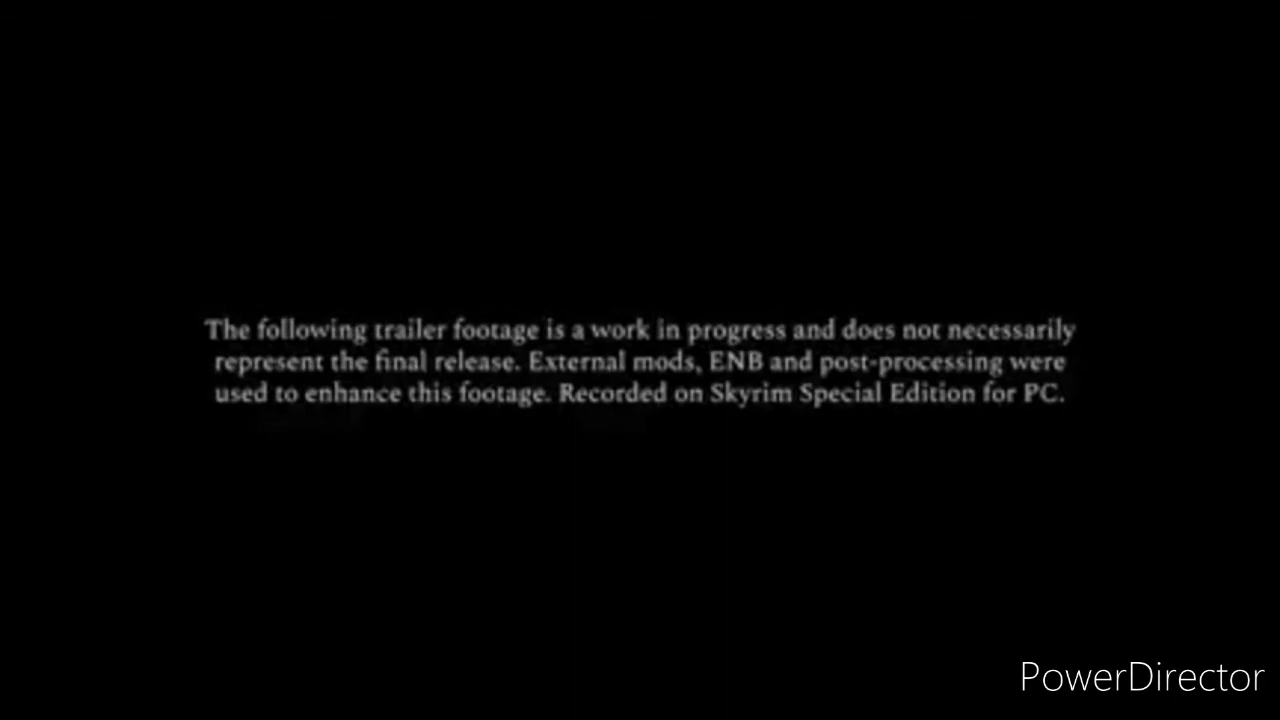 The following trailer footage is a work in progress and does not necessarily
represent the final release. External mods, ENB and post-processing were
used to enhance this footage. Recorded on Skyrim Special Edition for PC.
PowerDirector